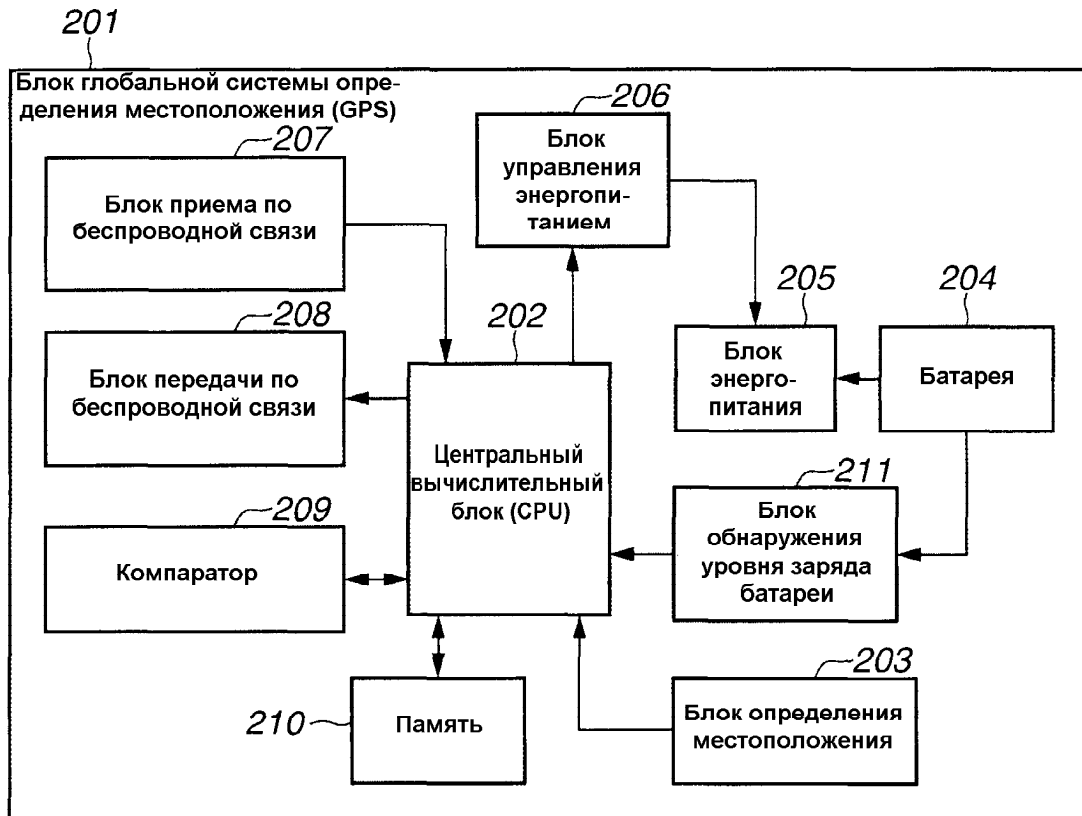 201
Блок глобальной системы опре-
деления местоположения (GPS)
207
Блок приема по
беспроводной связи
206
Блок
управления
энергопи-
танием
208
Блок передачи по
беспроводной связи
202
Центральный
вычислительный
блок (CPU)
205
Блок
энерго-
питания
204
Батарея
209
Компаратор
211
Блок
обнаружения
уровня заряда
батареи
210
Память
203
Блок определения
местоположения